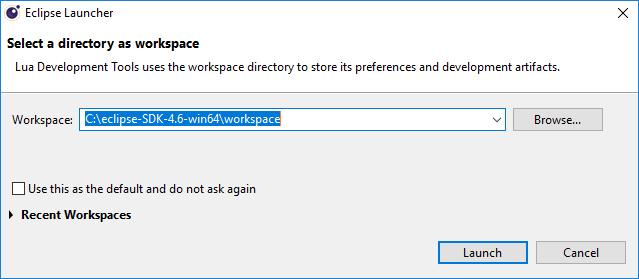 Eclipse Launcher
Select a directory as workspace
Lua Development Tools uses the workspace directory to store its preferences and development artifacts.
Workspace: C:\eclipse-SDK-4.6-win64\workspace Browse...
Use this as the default and do not ask again
Recent Workspaces
Launch Cancel